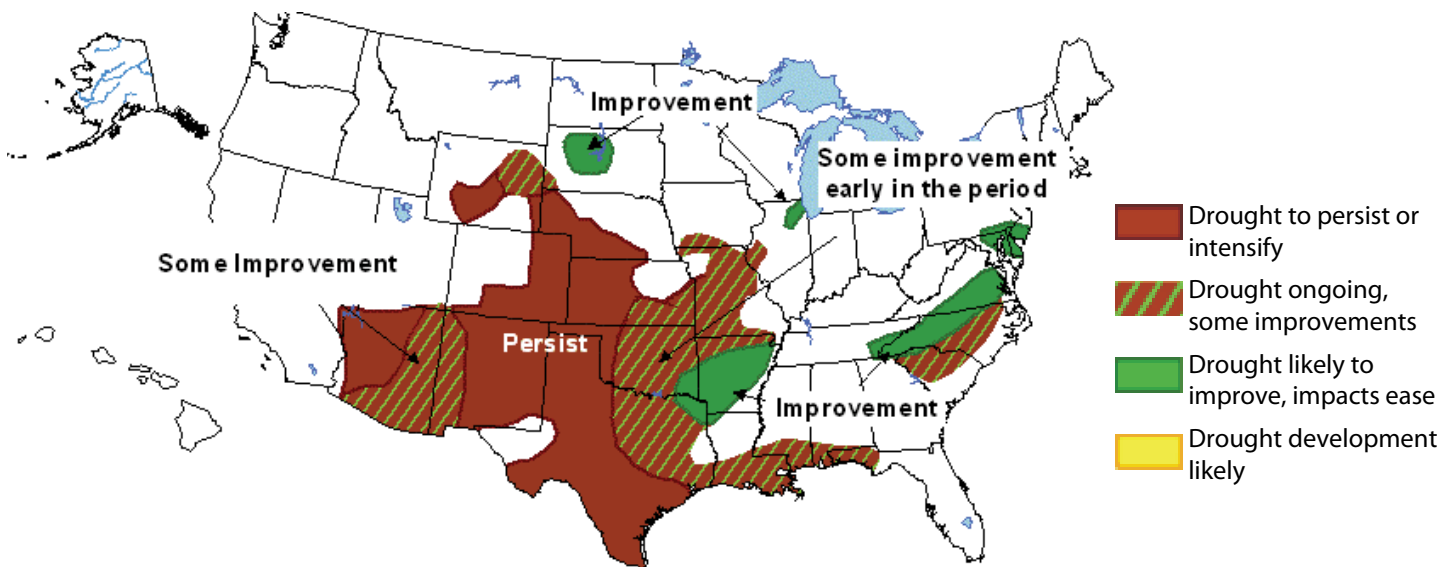 Improvement
Some improvement
early in the period
Some Improvement
Persist
Improvement
Drought to persist or
intensify
Drought ongoing,
some improvements
Drought likely to
improve, impacts ease
Drought development
likely